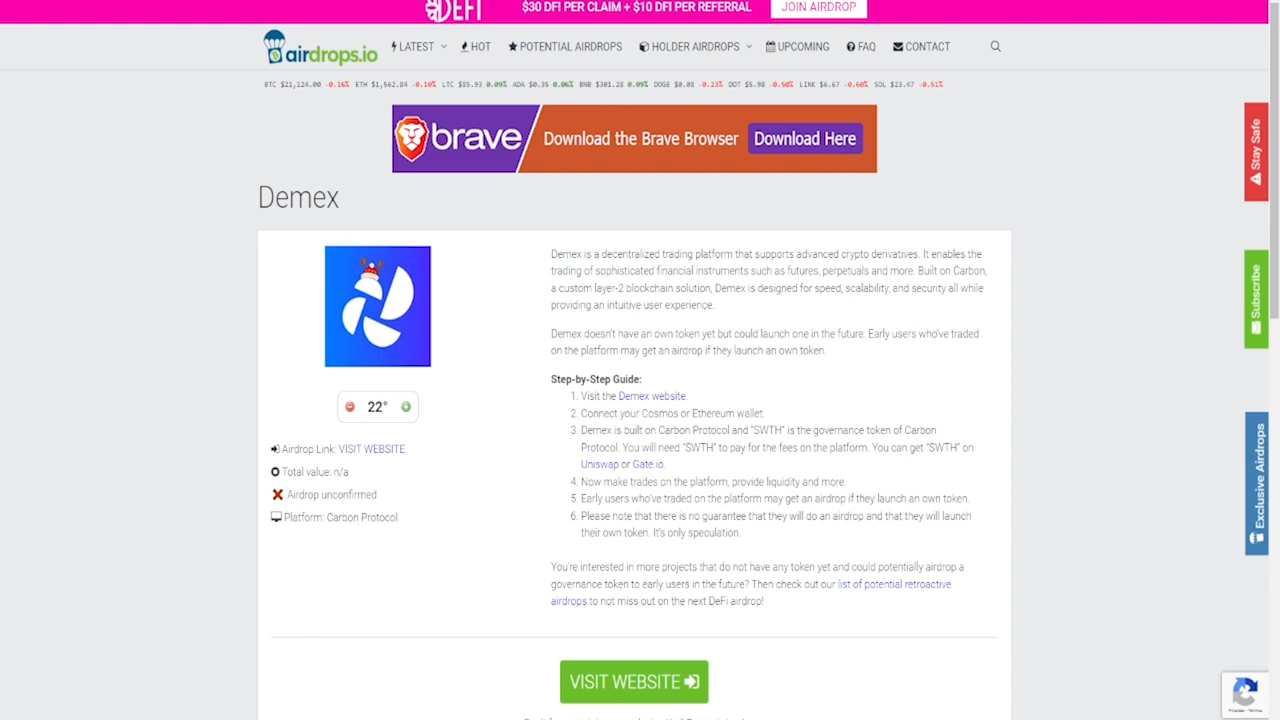 DEFI
$30 DFI PER CLAIM + $10 DFI PER REFERRAL
JOIN AIRDROP
airdrops.io
LATEST
HOT
POTENTIAL AIRDROPS
HOLDER AIRDROPS
UPCOMING
FAQ
CONTACT
BTC $21,124.00 -0.16% ETH $1,562.84 -0.10% LTC $85.93 0.09% ADA $0.35 0.06% BNB $301.28 0.09% DOGE $0.08 -0.23% DOT $5.98 -0.50% LINK $6.67 -0.60% SOL $23.47 -0.51%
brave
Download the Brave Browser
Download Here
Stay Safe
Subscribe
Exclusive Airdrops
Demex
22°
Airdrop Link: VISIT WEBSITE
Total value: n/a
Airdrop unconfirmed
Platform: Carbon Protocol
Demex is a decentralized trading platform that supports advanced crypto derivatives. It enables the
trading of sophisticated financial instruments such as futures, perpetuals and more. Built on Carbon,
a custom layer-2 blockchain solution, Demex is designed for speed, scalability, and security all while
providing an intuitive user experience.
Demex doesn't have an own token yet but could launch one in the future. Early users who've traded
on the platform may get an airdrop if they launch an own token.
Step-by-Step Guide:
1. Visit the Demex website.
2. Connect your Cosmos or Ethereum wallet.
3. Demex is built on Carbon Protocol and "SWTH" is the governance token of Carbon
Protocol. You will need "SWTH" to pay for the fees on the platform. You can get "SWTH" on
Uniswap or Gate.io.
4. Now make trades on the platform, provide liquidity and more.
5. Early users who've traded on the platform may get an airdrop if they launch an own token.
6. Please note that there is no guarantee that they will do an airdrop and that they will launch
their own token. It's only speculation.
You're interested in more projects that do not have any token yet and could potentially airdrop a
governance token to early users in the future? Then check out our list of potential retroactive
airdrops to not miss out on the next DeFi airdrop!
VISIT WEBSITE